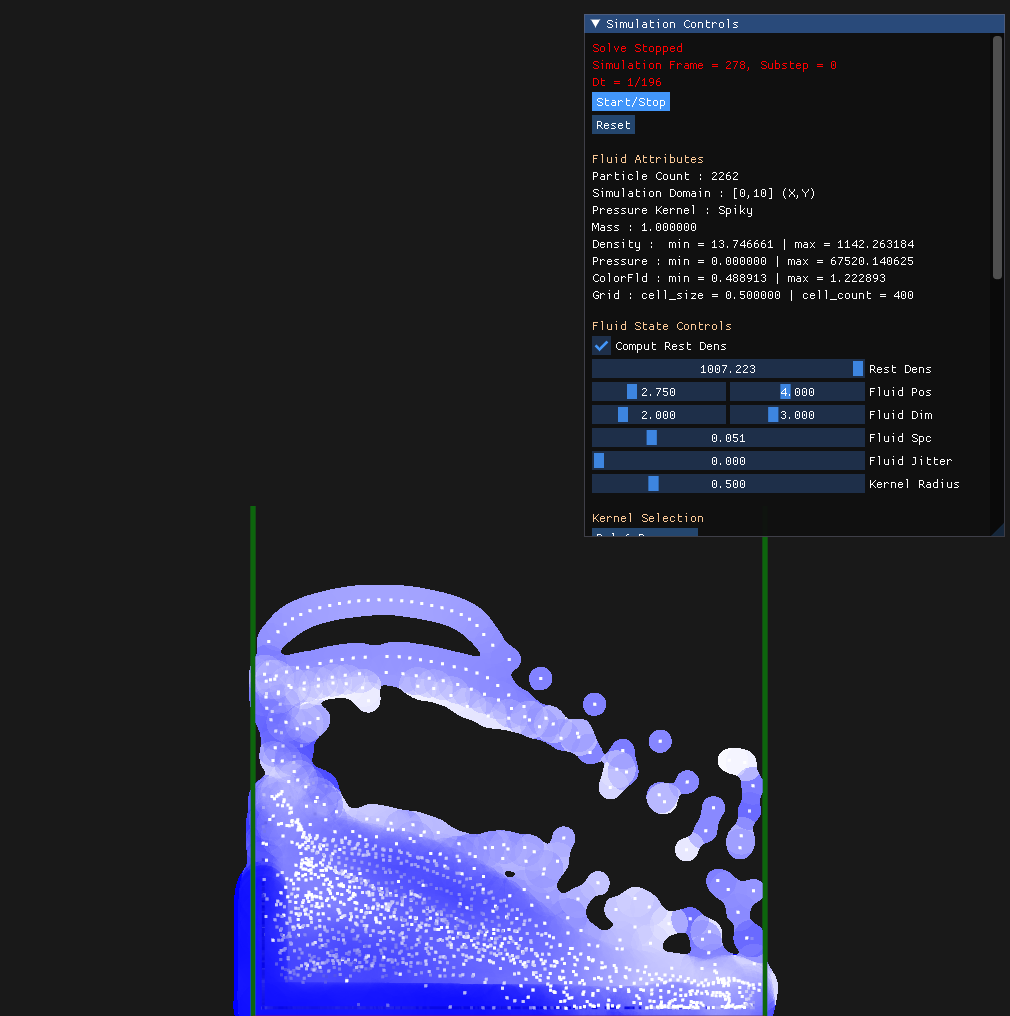 Simulation Controls
Solve Stopped
Simulation Frame = 278, Substep = 0
Dt = 1/196
Start/Stop
Reset
Fluid Attributes
Particle Count : 2262
Simulation Domain : [0,10] (X,Y)
Pressure Kernel : Spiky
Mass : 1.000000
Density :  min = 13.746661 | max = 1142.263184
Pressure : min = 0.000000 | max = 67520.140625
ColorFld : min = 0.488913 | max = 1.222893
Grid : cell_size = 0.500000 | cell_count = 400
Fluid State Controls
Comput Rest Dens
1007.223 Rest Dens
2.750 4.000 Fluid Pos
2.000 3.000 Fluid Dim
0.051 Fluid Spc
0.000 Fluid Jitter
0.500 Kernel Radius
Kernel Selection